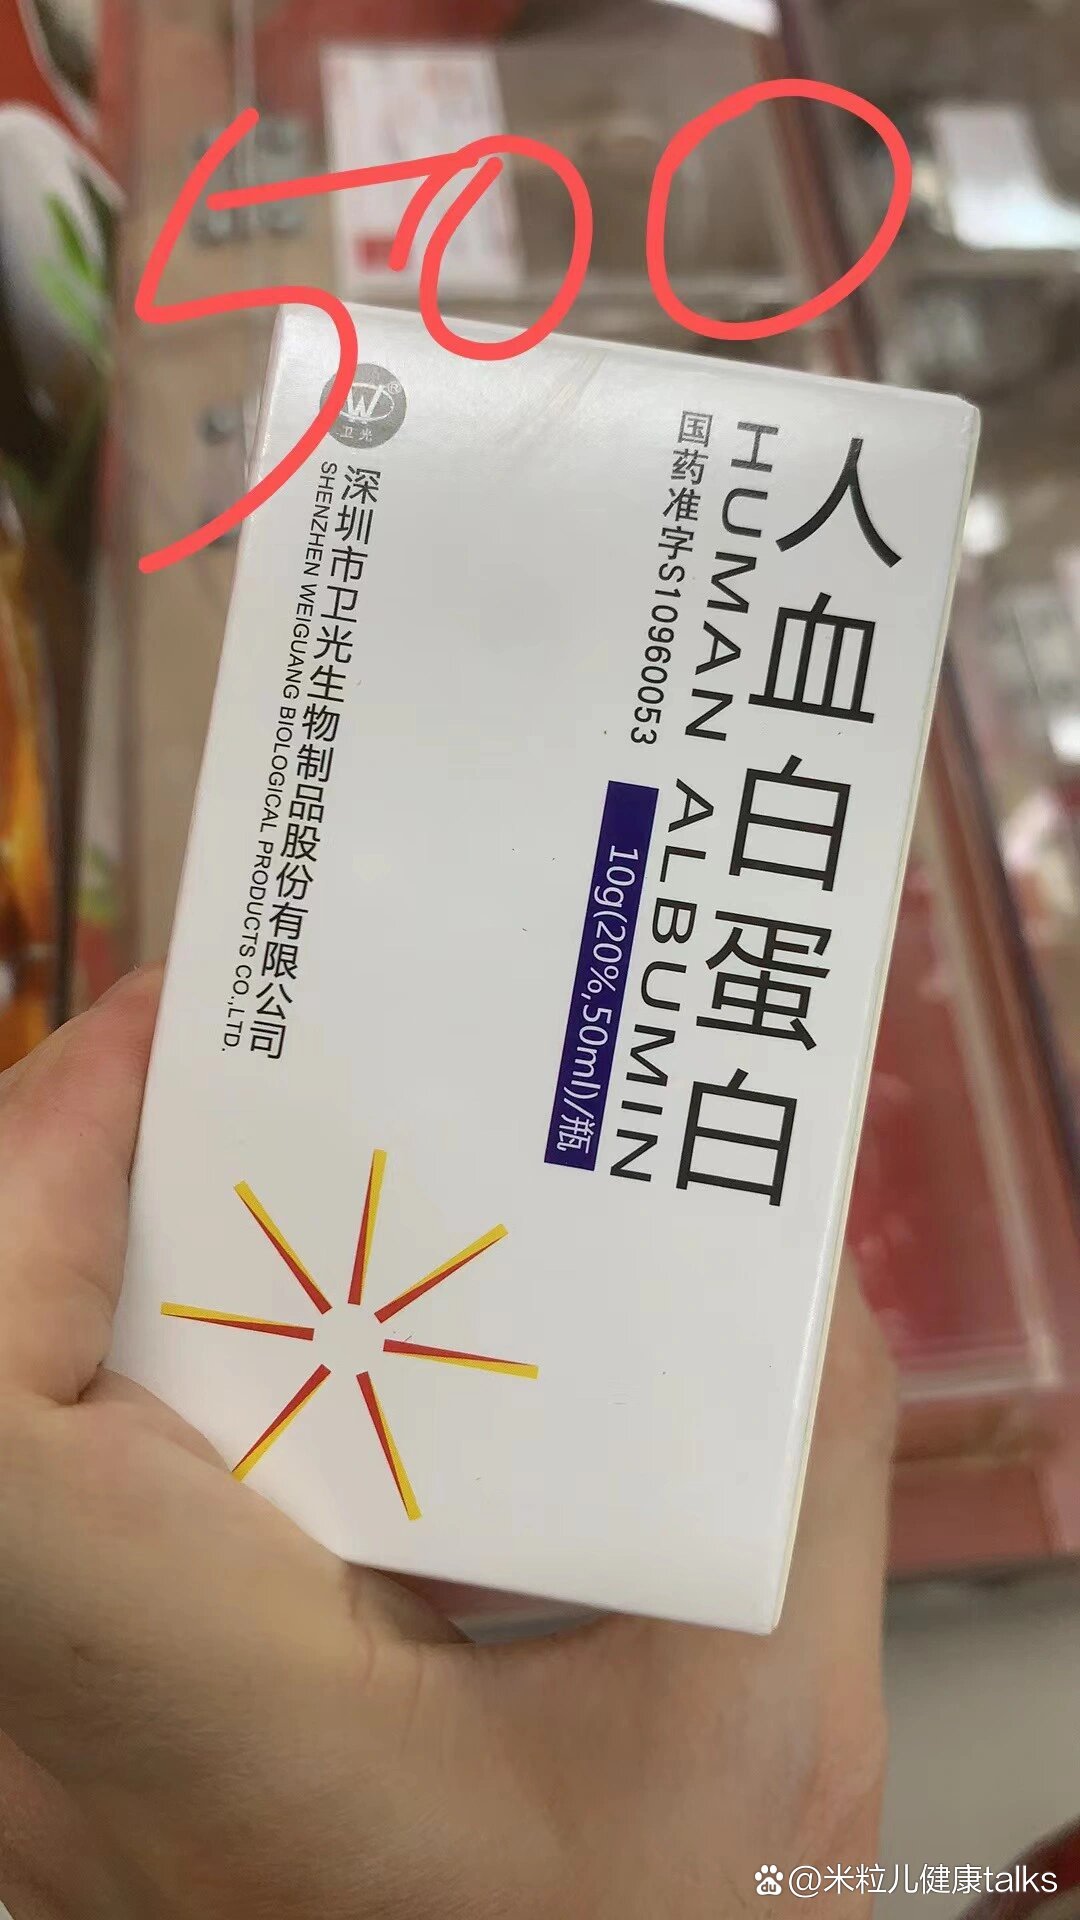 500
人血白蛋白
HUMAN ALBUMIN
国药准字S10960053
10g(20%,50ml)/瓶
W
®
卫光
深圳市卫光生物制品股份有限公司
SHENZHEN WEIGUANG BIOLOGICAL PRODUCTS CO.,LTD.
du @米粒儿健康talks